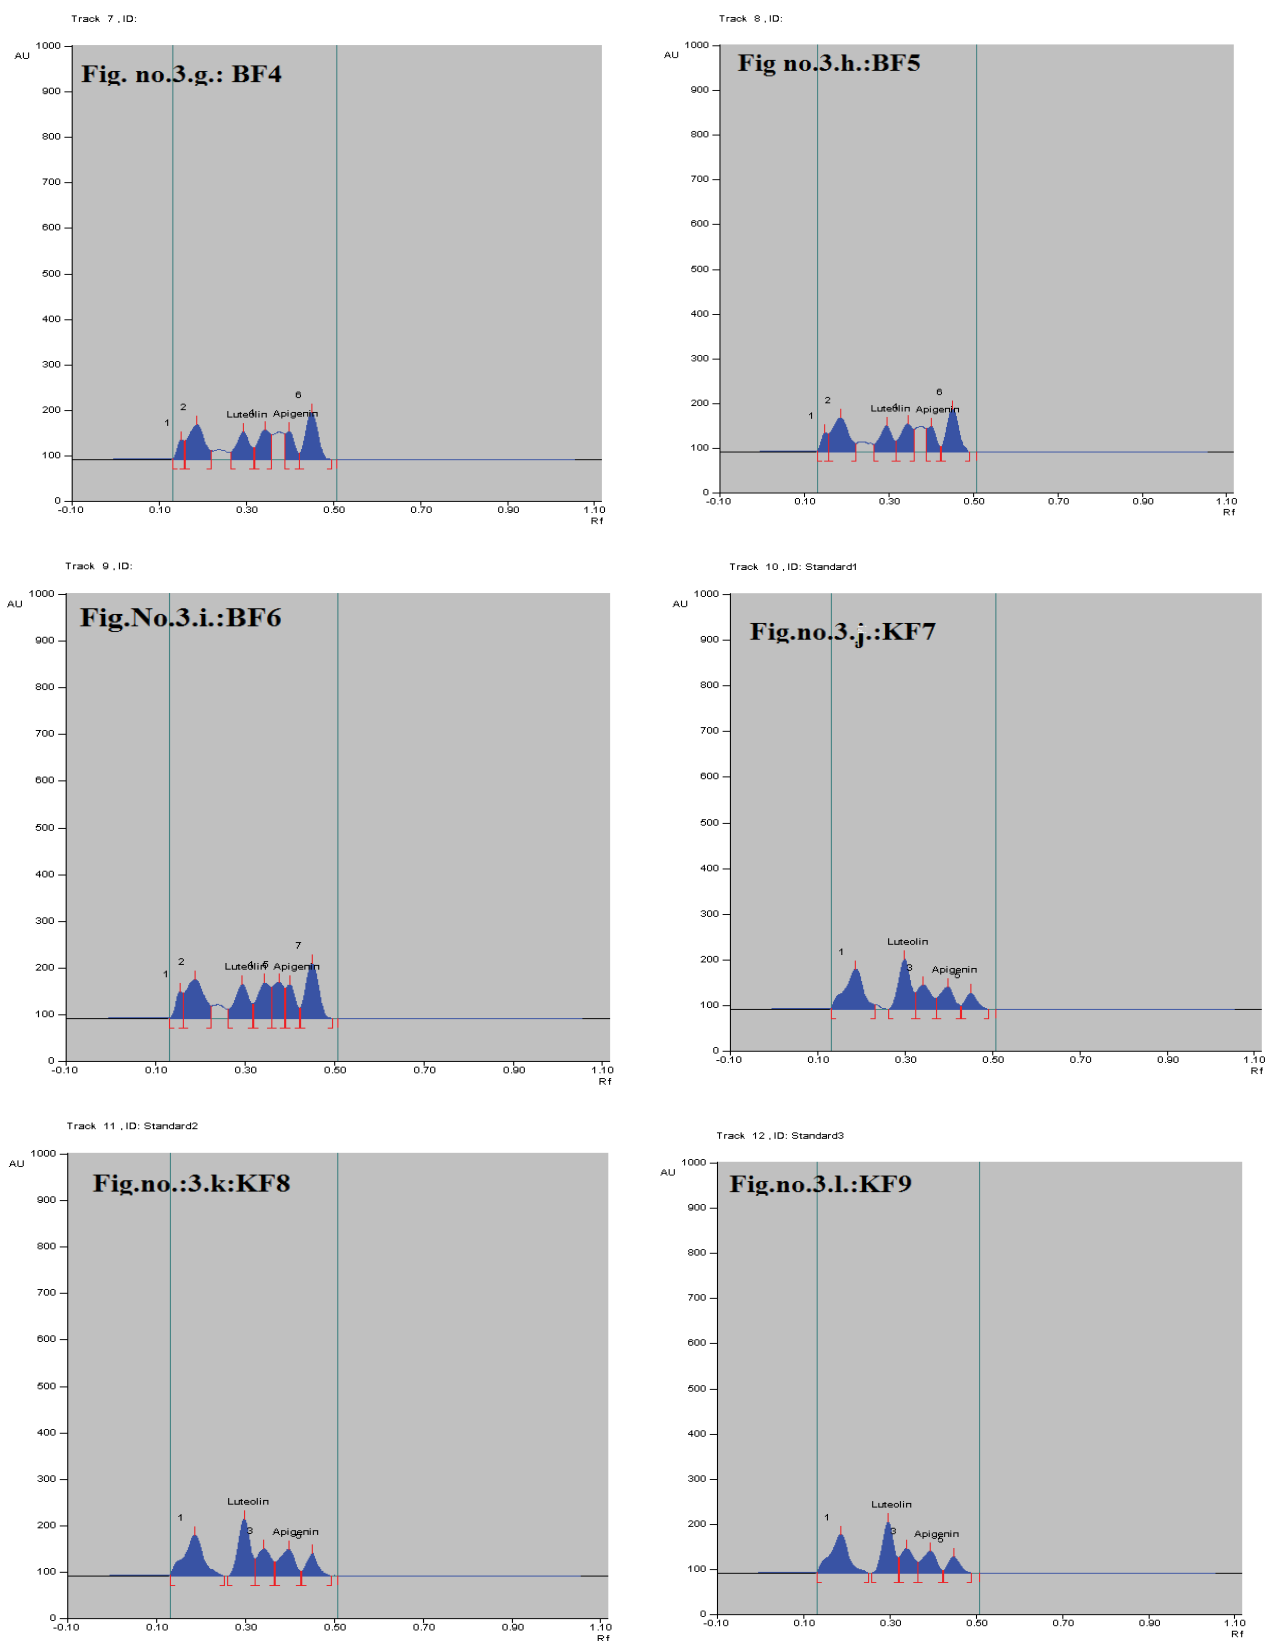 Track 7 , ID:
AU
Fig. no.3.g.: BF4
1000
900
800
700
600
500
400
300
200
100
0
1
2
Luteolin
4
Apigenin
6
-0.10 0.10 0.30 0.50 0.70 0.90 1.10
Rf
Track 8 , ID:
AU
Fig no.3.h.:BF5
1000
900
800
700
600
500
400
300
200
100
0
1
2
Luteolin
4
Apigenin
6
-0.10 0.10 0.30 0.50 0.70 0.90 1.10
Rf
Track 9 , ID:
AU
Fig.No.3.i.:BF6
1000
900
800
700
600
500
400
300
200
100
0
1
2
Luteolin
4
5
Apigenin
7
-0.10 0.10 0.30 0.50 0.70 0.90 1.10
Rf
Track 10 , ID: Standard1
AU
Fig.no.3.j.:KF7
1000
900
800
700
600
500
400
300
200
100
0
1
Luteolin
3
Apigenin
5
-0.10 0.10 0.30 0.50 0.70 0.90 1.10
Rf
Track 11 , ID: Standard2
AU
Fig.no.:3.k:KF8
1000
900
800
700
600
500
400
300
200
100
0
1
Luteolin
3
Apigenin
5
-0.10 0.10 0.30 0.50 0.70 0.90 1.10
Rf
Track 12 , ID: Standard3
AU
Fig.no.3.l.:KF9
1000
900
800
700
600
500
400
300
200
100
0
1
Luteolin
3
Apigenin
5
-0.10 0.10 0.30 0.50 0.70 0.90 1.10
Rf